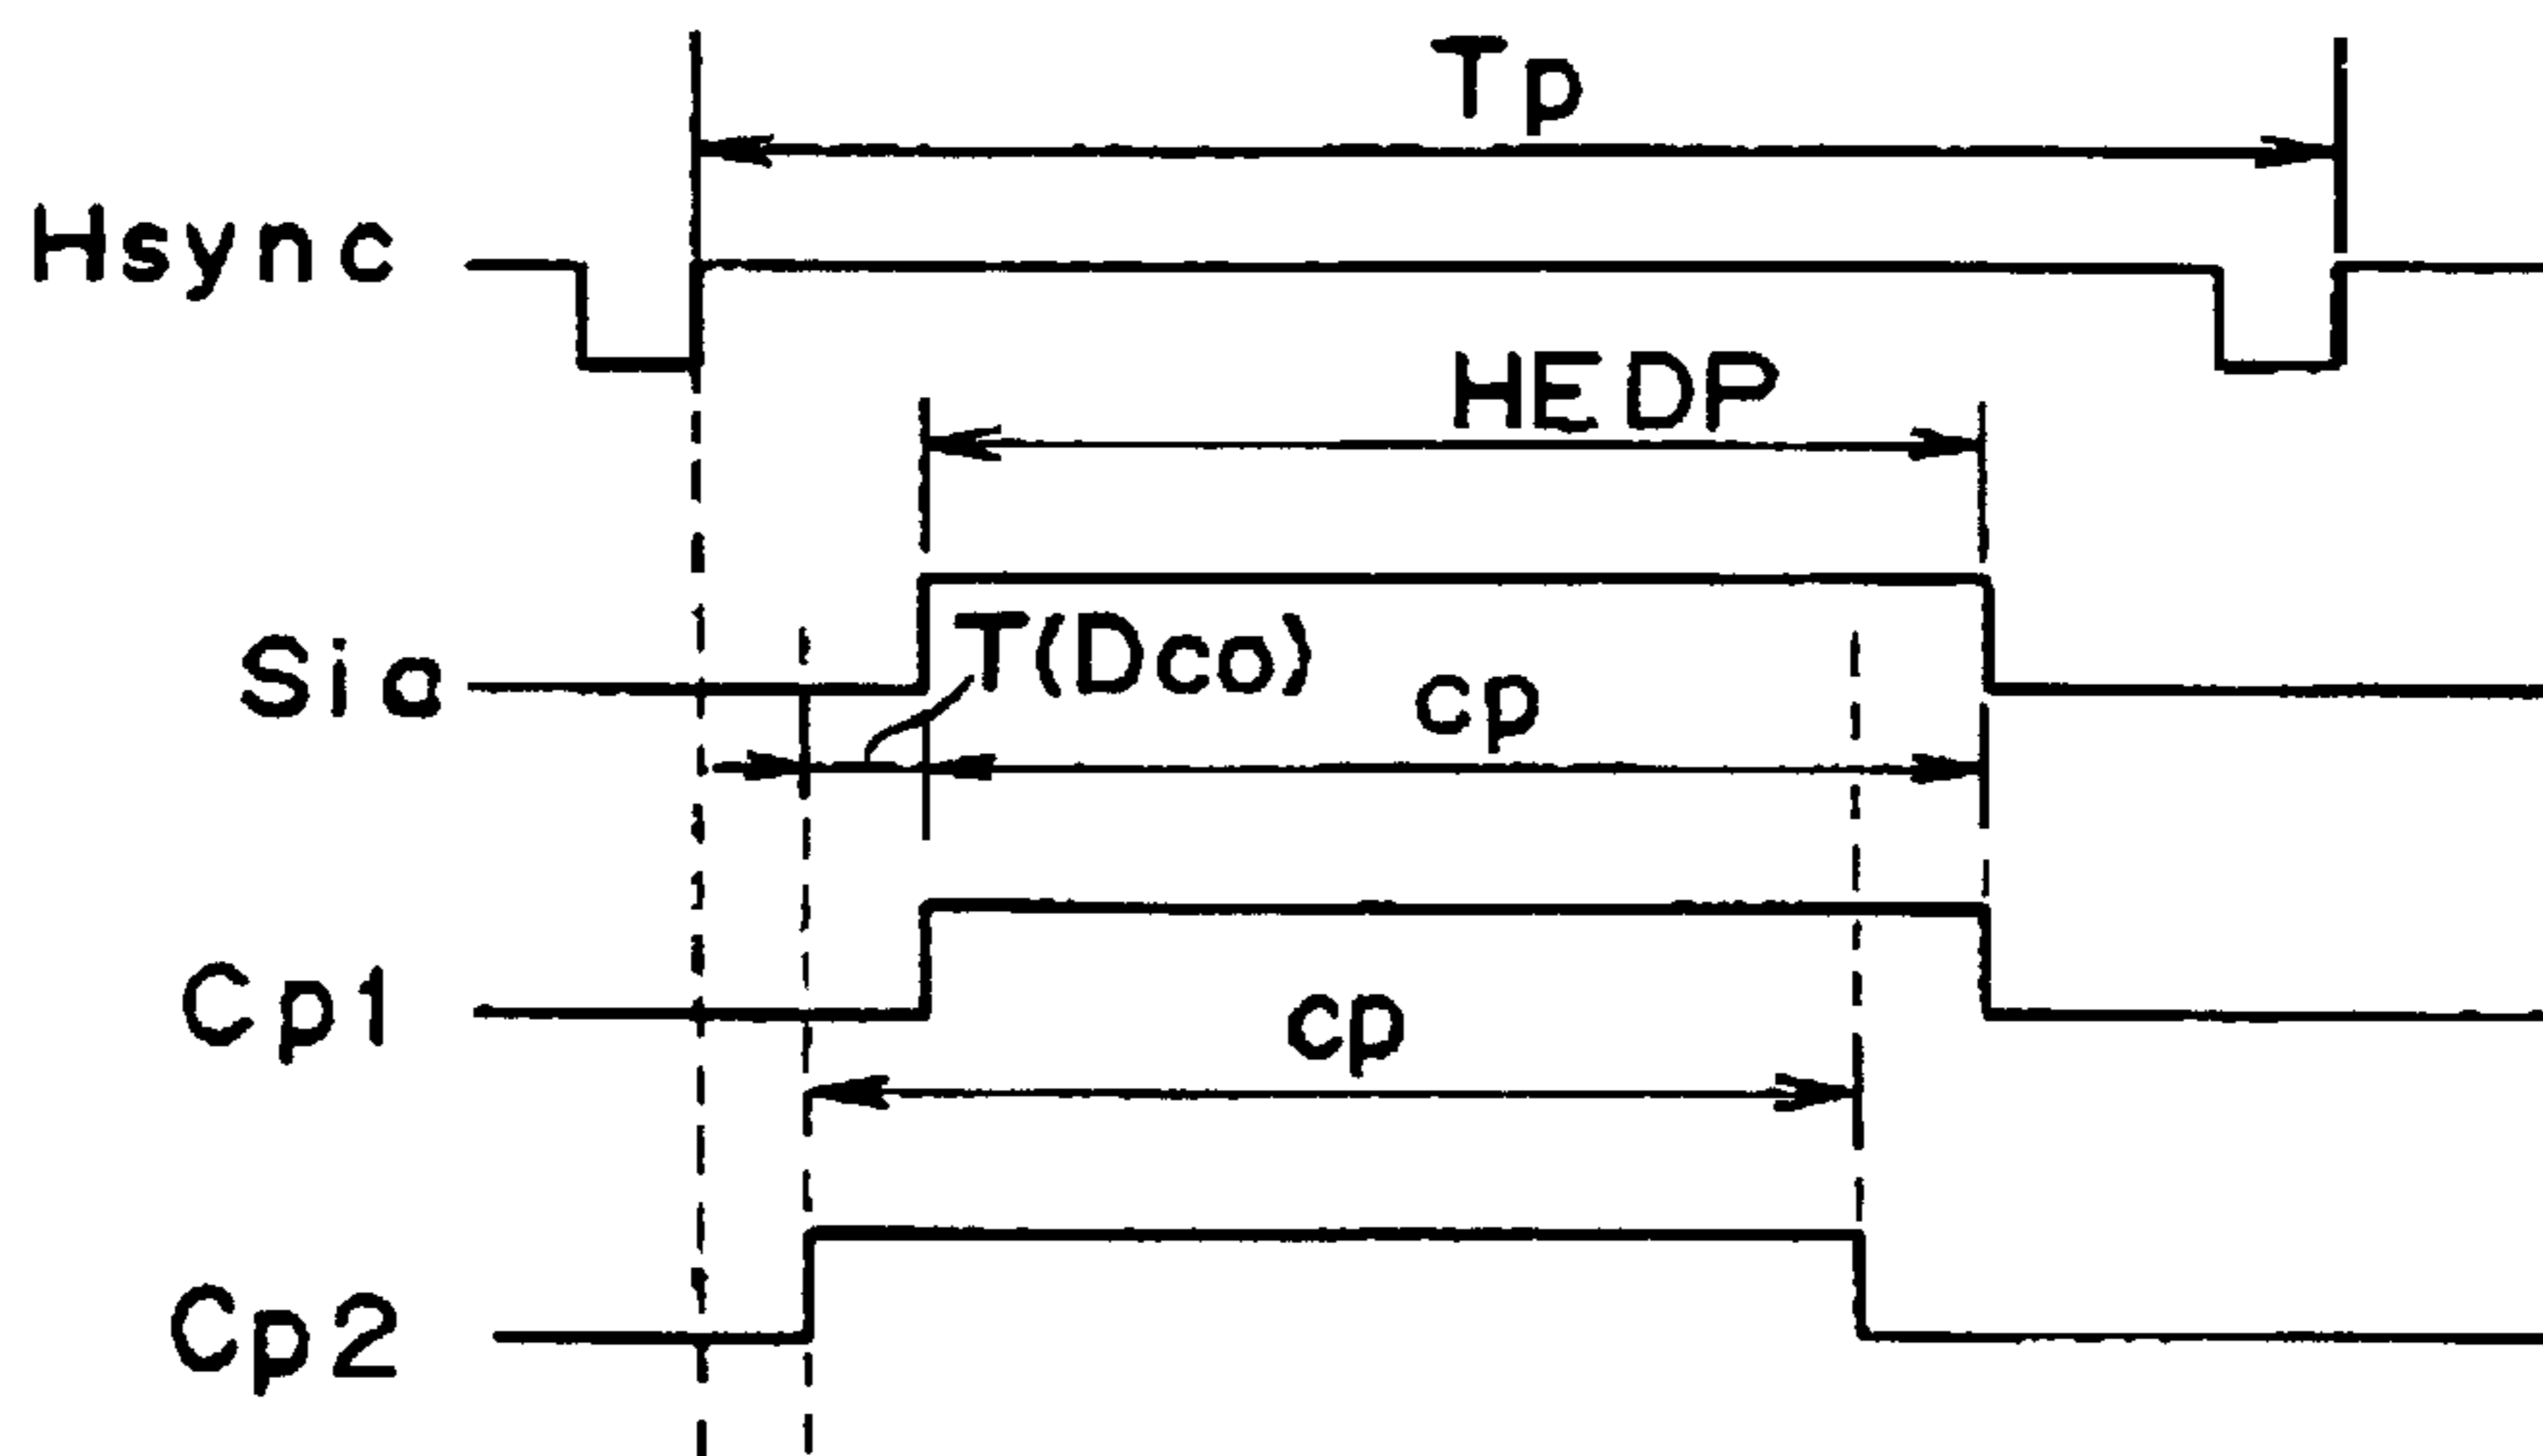 Tp
Hsync
HEDP
Sia
T(Dco)
cp
Cp1
cp
Cp2